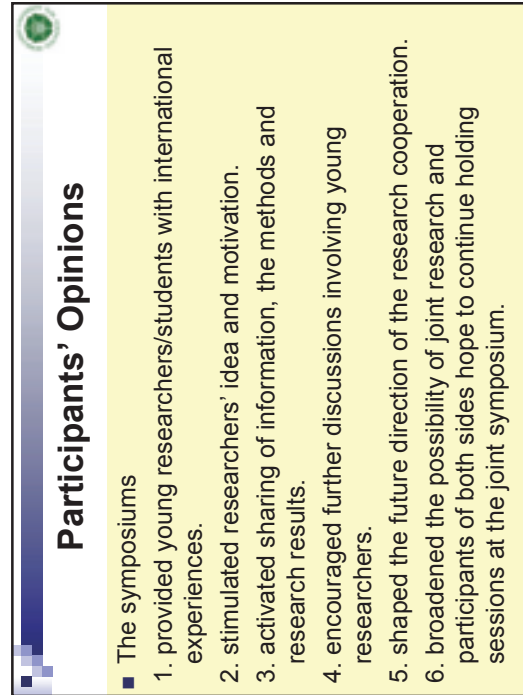 Participants’ Opinions
■ The symposiums
1. provided young researchers/students with international
experiences.
2. stimulated researchers’ idea and motivation.
3. activated sharing of information, the methods and
research results.
4. encouraged further discussions involving young
researchers.
5. shaped the future direction of the research cooperation.
6. broadened the possibility of joint research and
participants of both sides hope to continue holding
sessions at the joint symposium.